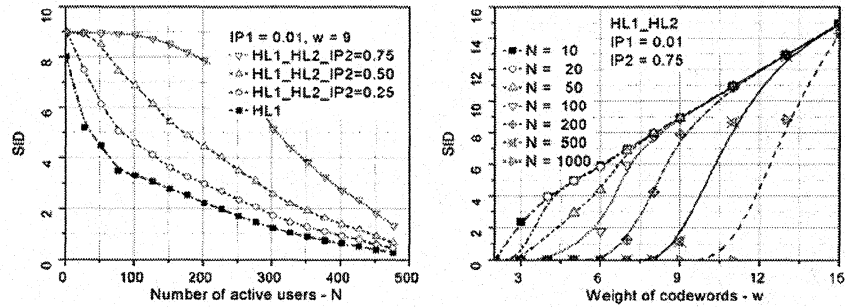 10
8
6
4
2
0
SID
IP1 = 0.01, w = 9
HL1_HL2_IP2=0.75
HL1_HL2_IP2=0.50
HL1_HL2_IP2=0.25
HL1
0 100 200 300 400 500
Number of active users - N
16
14
12
10
8
6
4
2
0
SID
HL1_HL2
IP1 = 0.01
IP2 = 0.75
N = 10
N = 20
N = 50
N = 100
N = 200
N = 500
N = 1000
3 6 9 12 15
Weight of codewords - w